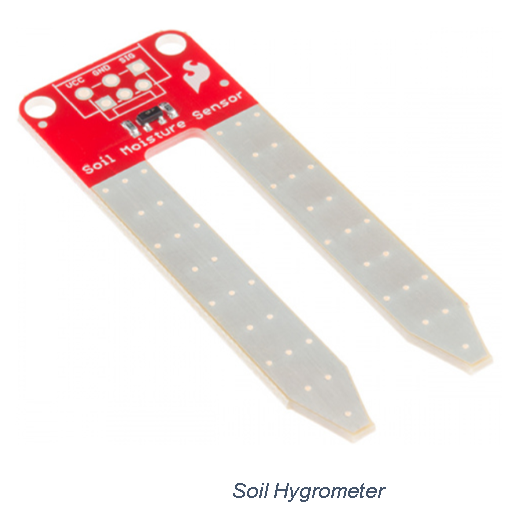 VCC GND SIG
Soil Moisture Sensor
Soil Hygrometer